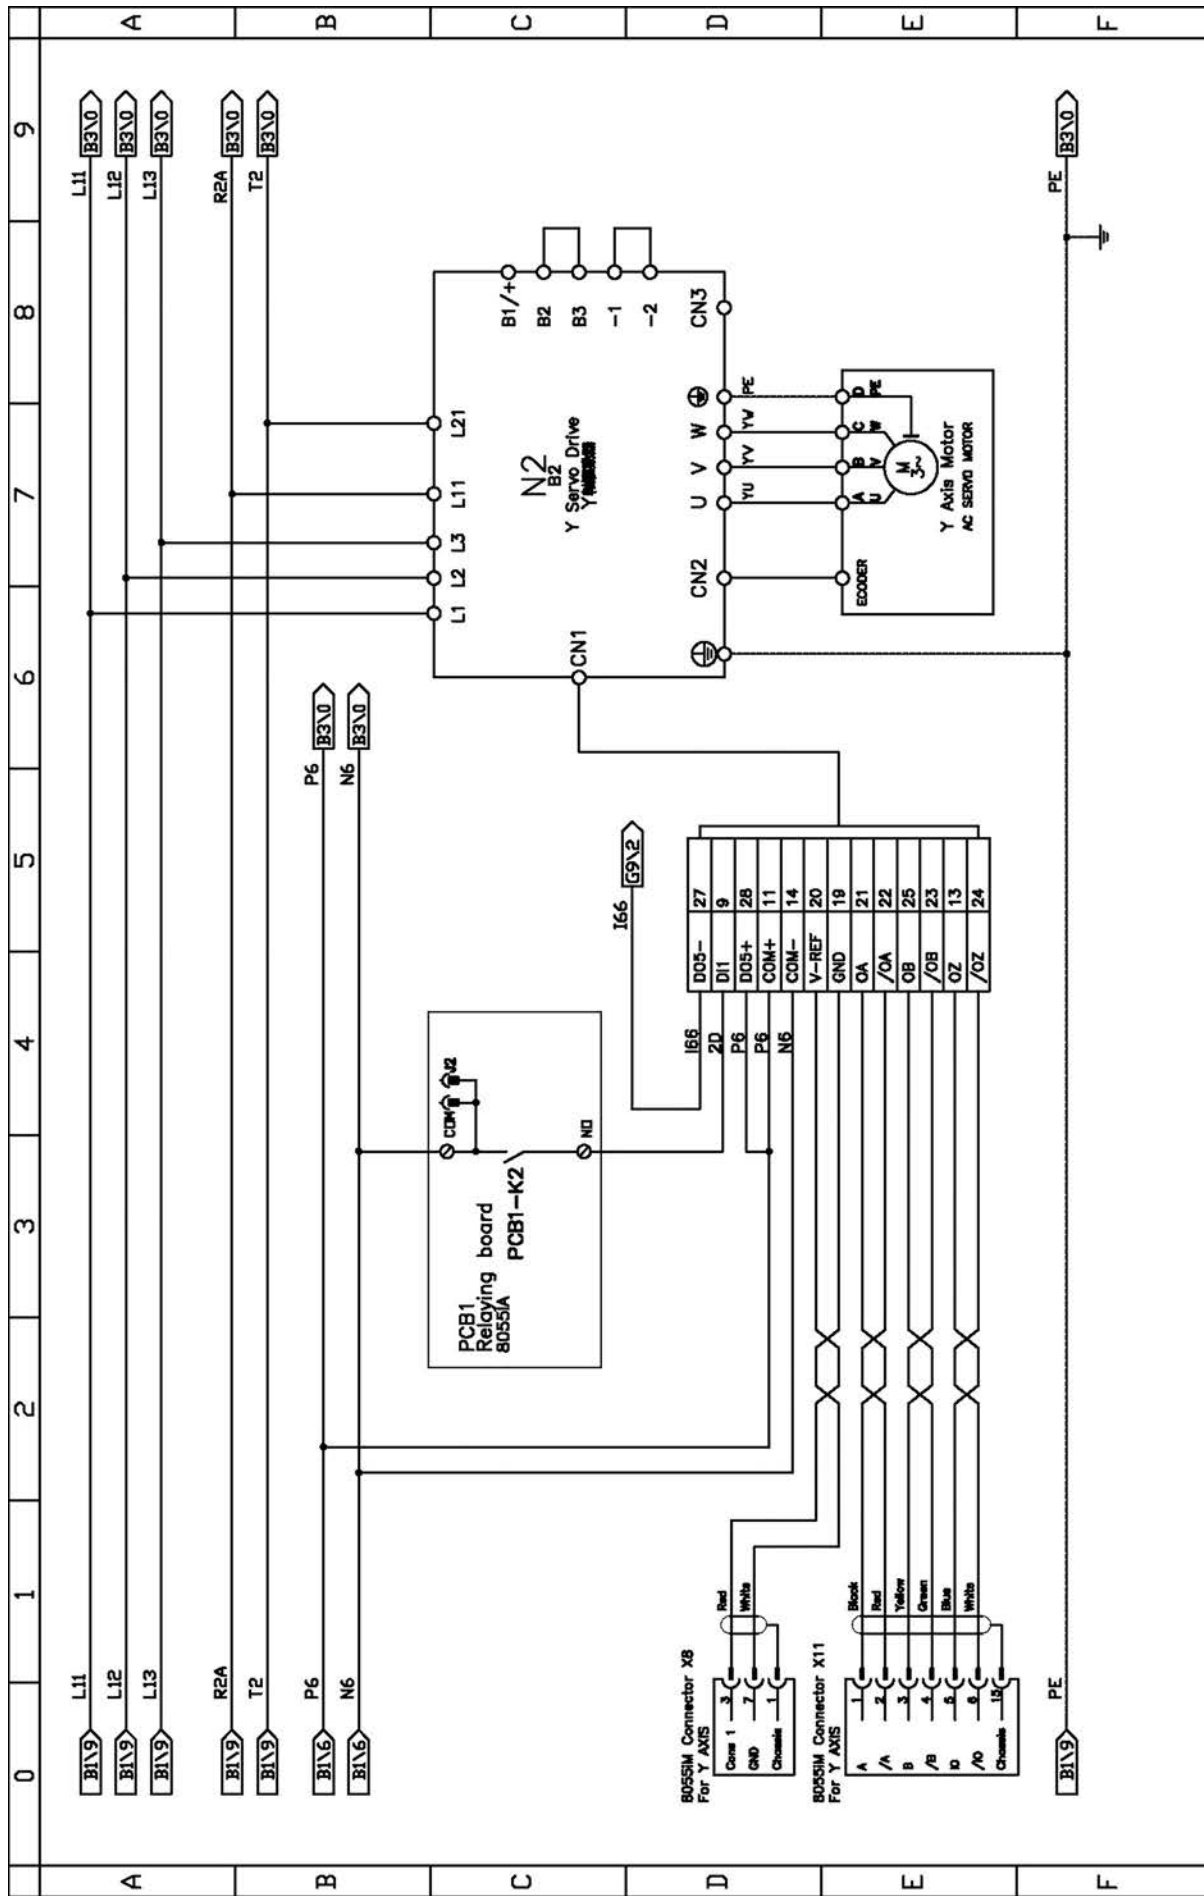 A
B
C
D
E
F
0
1
2
3
4
5
6
7
8
9
B1\9
L11
L11
B3\0
B1\9
L12
L12
B3\0
B1\9
L13
L13
B3\0
B1\9
R2A
R2A
B3\0
B1\9
T2
T2
B3\0
B1\6
P6
P6
B3\0
B1\6
N6
N6
B3\0
PCB1
Relaying board
8055iA
PCB1-K2
COM
J2
NO
L1
L2
L3
L11
L21
CN1
N2
B2
Y Servo Drive
B1/+
B2
B3
-1
-2
CN2
U
V
W
CN3
YU
YV
YW
PE
ECODER
A
B
C
D
U
V
W
PE
M
3~
Y Axis Motor
AC SERVO MOTOR
I66
G9\2
I66
DO5-
27
2D
DI1
9
P6
DO5+
28
P6
COM+
11
N6
COM-
14
V-REF
20
GND
19
OA
21
/OA
22
OB
25
/OB
23
OZ
13
/OZ
24
8055iM Connector X8
For Y AXIS
Cons 1
3
Red
GND
7
White
Chassis
1
8055iM Connector X11
For Y AXIS
A
1
Black
/A
2
Red
B
3
Yellow
/B
4
Green
IO
5
Blue
/IO
6
White
Chassis
15
B1\9
PE
PE
B3\0
A
B
C
D
E
F